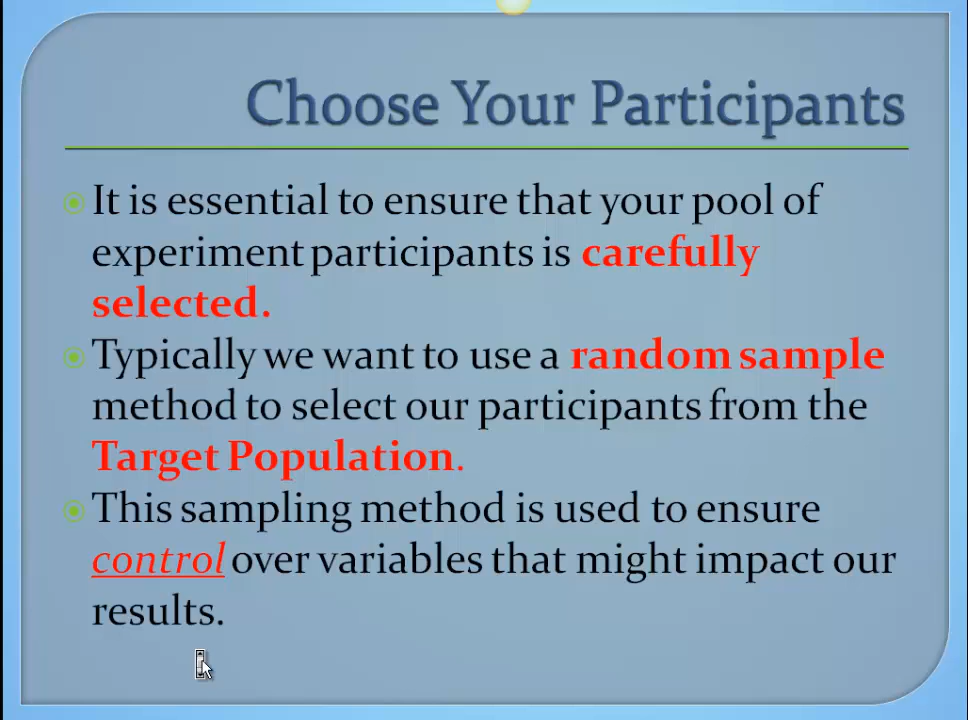 Choose Your Participants
It is essential to ensure that your pool of
experiment participants is carefully
selected.
Typically we want to use a random sample
method to select our participants from the
Target Population.
This sampling method is used to ensure
control over variables that might impact our
results.